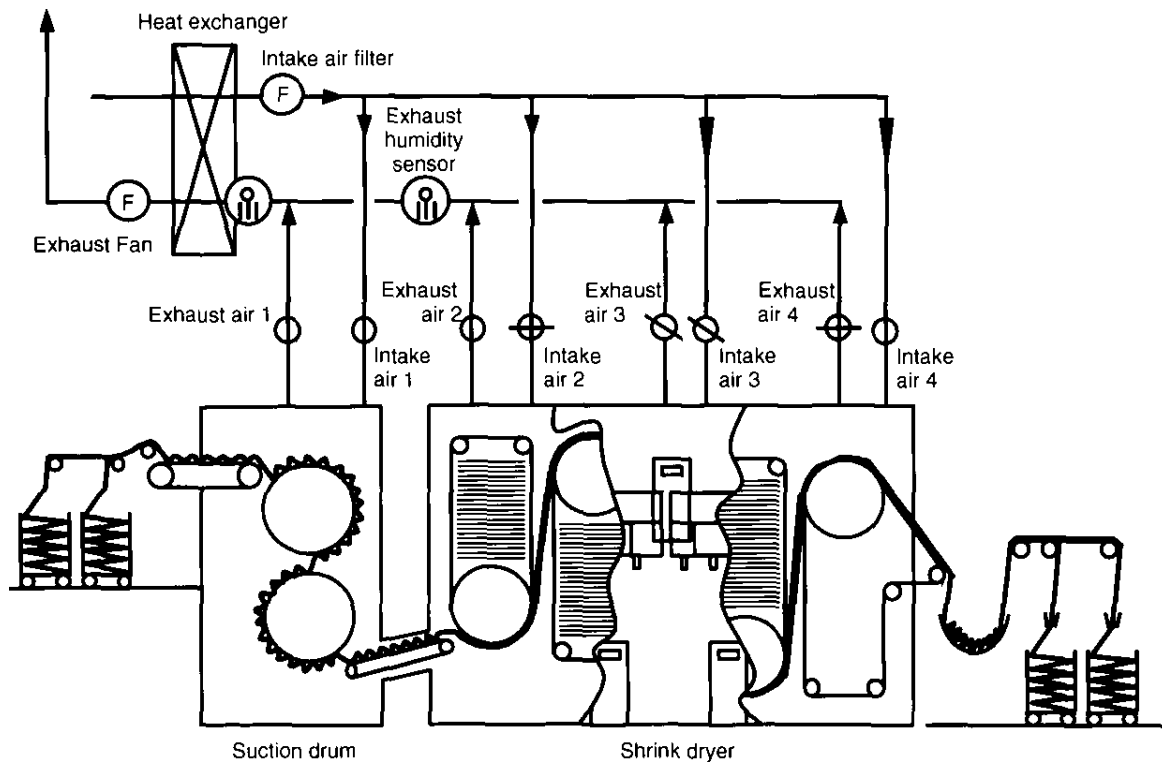 Heat exchanger
Intake air filter
F
Exhaust
humidity
sensor
F
Exhaust Fan
Exhaust air 1
Intake
air 1
Exhaust
air 2
Intake
air 2
Exhaust
air 3
Intake
air 3
Exhaust
air 4
Intake
air 4
Suction drum
Shrink dryer